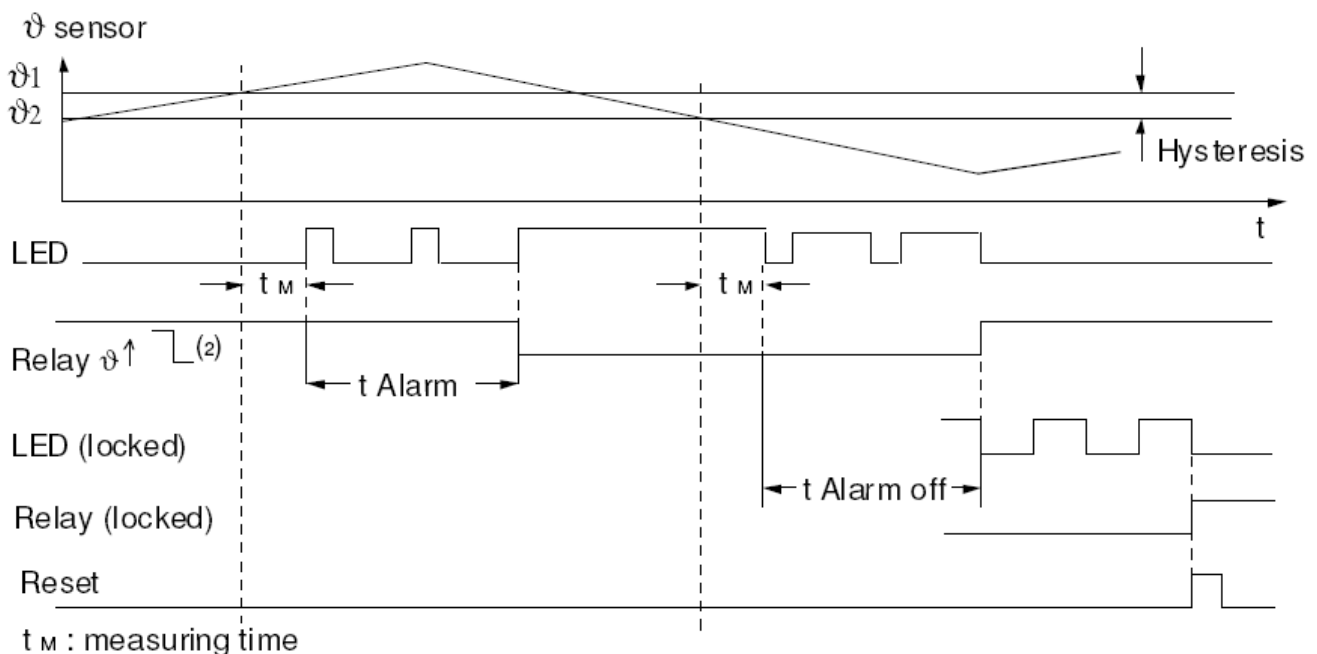 ϑ sensor
ϑ1
ϑ2
Hysteresis
t
LED
t M
t M
Relay ϑ↑ (2)
t Alarm
LED (locked)
t Alarm off
Relay (locked)
Reset
t M : measuring time